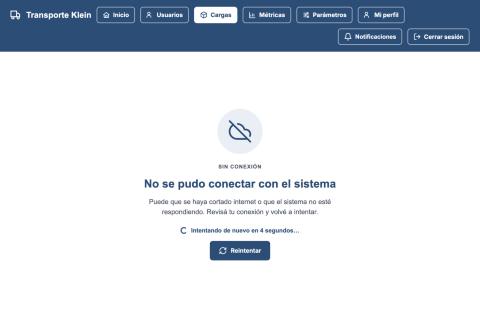 Transporte Klein
Inicio
Usuarios
Cargas
Métricas
Parámetros
Mi perfil
Notificaciones
Cerrar sesión
SIN CONEXIÓN
No se pudo conectar con el sistema
Puede que se haya cortado internet o que el sistema no esté
respondiendo. Revisá tu conexión y volvé a intentar.
Intentando de nuevo en 4 segundos...
Reintentar